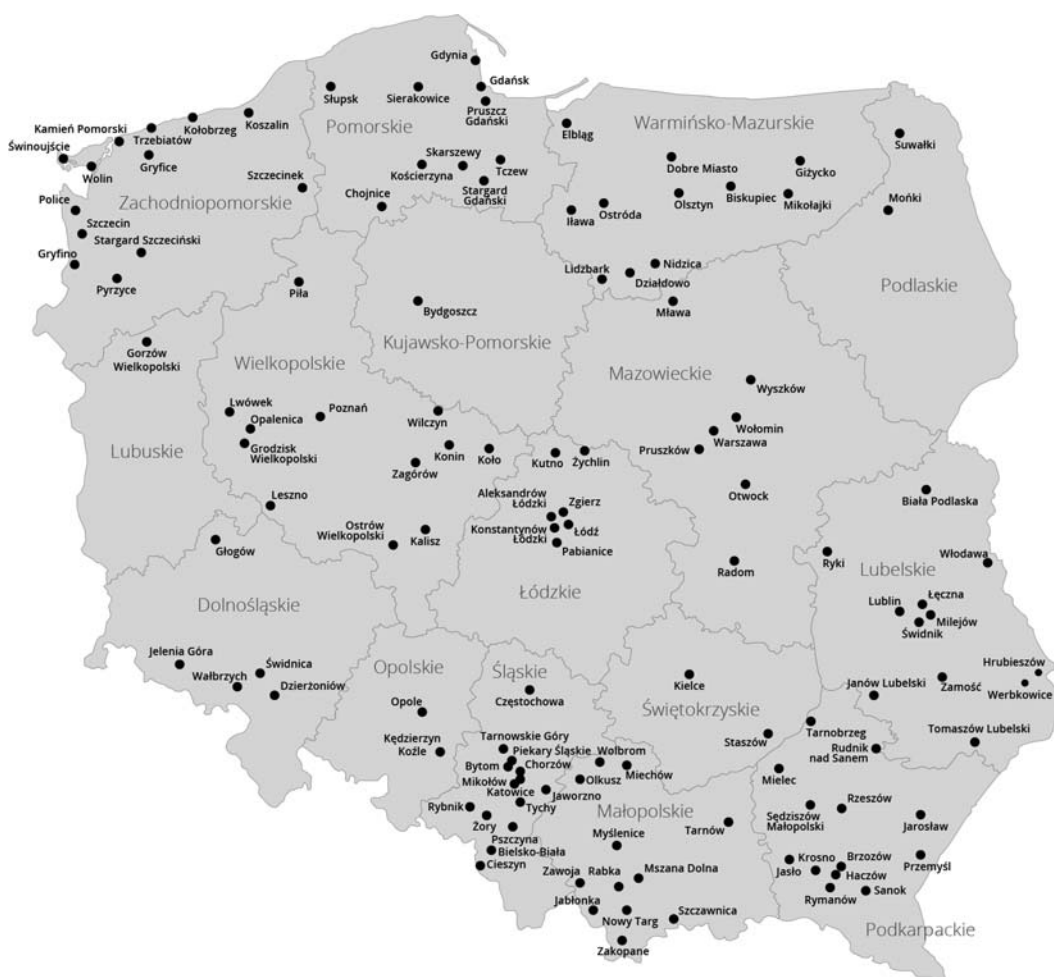 Gdynia
Gdańsk
Słupsk
Sierakowice
Pruszcz
Gdański
Pomorskie
Kamień Pomorski
Trzebiatów
Kołobrzeg
Koszalin
Świnoujście
Wolin
Gryfice
Szczecinek
Skarszewy
Kościerzyna
Tczew
Stargard
Gdański
Chojnice
Police
Zachodniopomorskie
Szczecin
Stargard Szczeciński
Gryfino
Pyrzyce
Elbląg
Warmińsko-Mazurskie
Dobre Miasto
Giżycko
Olsztyn
Biskupiec
Mikołajki
Iława
Ostróda
Lidzbark
Nidzica
Działdowo
Suwałki
Mońki
Podlaskie
Piła
Bydgoszcz
Kujawsko-Pomorskie
Mława
Mazowieckie
Wyszków
Wołomin
Warszawa
Pruszków
Otwock
Radom
Gorzów
Wielkopolski
Lubuskie
Wielkopolskie
Lwówek
Opalenica
Poznań
Grodzisk
Wielkopolski
Wilczyn
Konin
Koło
Zagórów
Leszno
Ostrów
Wielkopolski
Kalisz
Kutno
Żychlin
Aleksandrów
Łódzki
Zgierz
Konstantynów
Łódzki
Łódź
Pabianice
Łódzkie
Głogów
Dolnośląskie
Jelenia Góra
Wałbrzych
Świdnica
Dzierżoniów
Biała Podlaska
Ryki
Włodawa
Lubelskie
Lublin
Łęczna
Milejów
Świdnik
Hrubieszów
Janów Lubelski
Zamość
Werbkowice
Tomaszów Lubelski
Opolskie
Opole
Kędzierzyn
Koźle
Śląskie
Częstochowa
Tarnowskie Góry
Piekary Śląskie
Bytom
Chorzów
Mikołów
Katowice
Jaworzno
Rybnik
Tychy
Żory
Pszczyna
Bielsko-Biała
Cieszyn
Kielce
Świętokrzyskie
Staszów
Wolbrom
Olkusz
Miechów
Małopolskie
Myślenice
Tarnów
Zawoja
Rabka
Mszana Dolna
Jabłonka
Nowy Targ
Szczawnica
Zakopane
Tarnobrzeg
Rudnik
nad Sanem
Mielec
Sędziszów
Małopolski
Rzeszów
Jarosław
Krosno
Brzozów
Przemyśl
Jasło
Haczów
Rymanów
Sanok
Podkarpackie